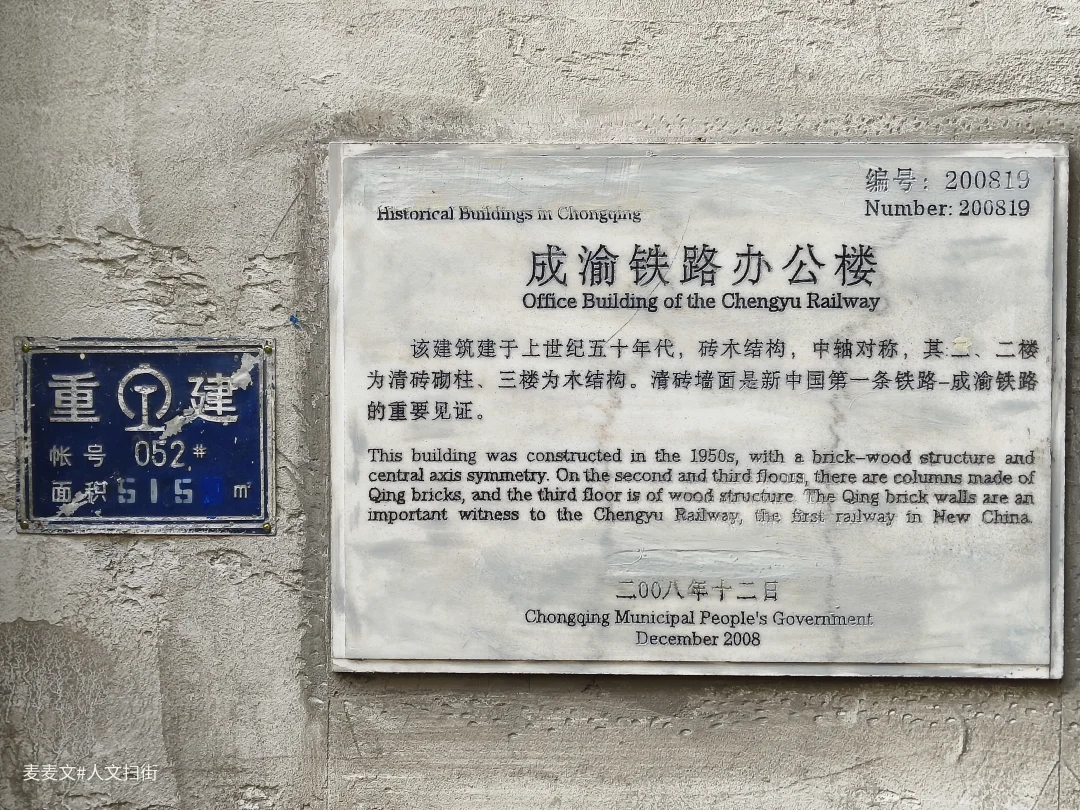 编号：200819
Number: 200819
Historical Buildings in Chongqing
成渝铁路办公楼
Office Building of the Chengyu Railway
该建筑建于上世纪五十年代，砖木结构，中轴对称，其二、二楼
为清砖砌柱、三楼为木结构。清砖墙面是新中国第一条铁路–成渝铁路
的重要见证。
This building was constructed in the 1950s, with a brick–wood structure and
central axis symmetry. On the second and third floors, there are columns made of
Qing bricks, and the third floor is of wood structure. The Qing brick walls are an
important witness to the Chengyu Railway, the first railway in New China.
二00八年十二日
Chongqing Municipal People's Government
December 2008
重 建
帐号 052#
面积 515 m²
麦麦文#人文扫街